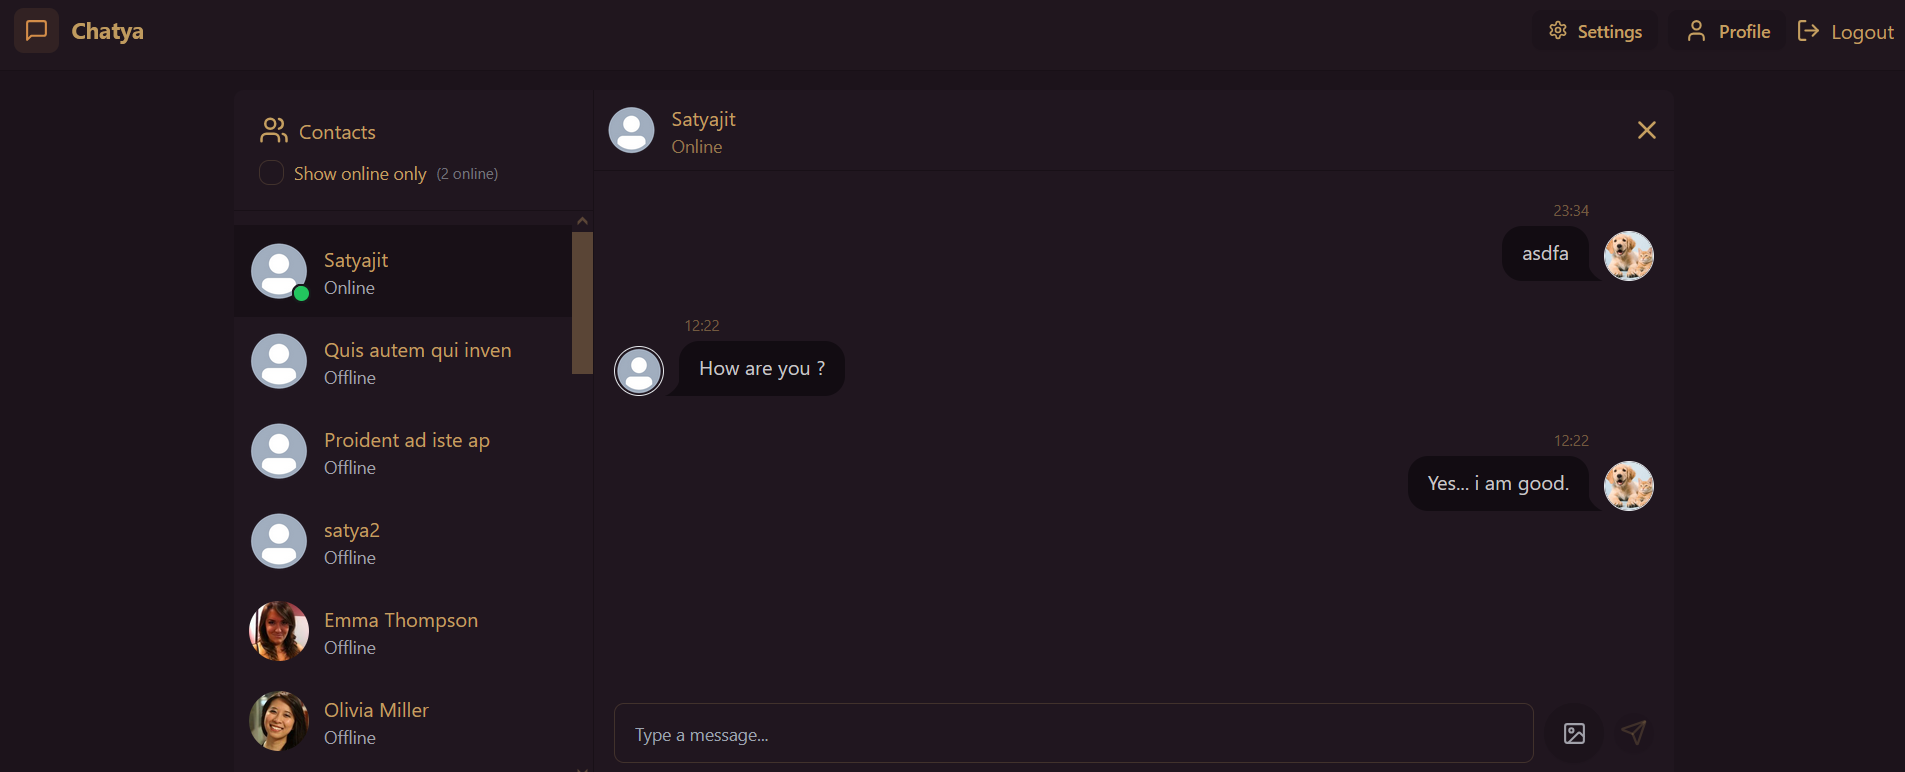 Chatya
Settings
Profile
Logout
Contacts
Show online only (2 online)
Satyajit
Online
Quis autem qui inven
Offline
Proident ad iste ap
Offline
satya2
Offline
Emma Thompson
Offline
Olivia Miller
Offline
Satyajit
Online
23:34
asdfa
12:22
How are you ?
12:22
Yes... i am good.
Type a message...